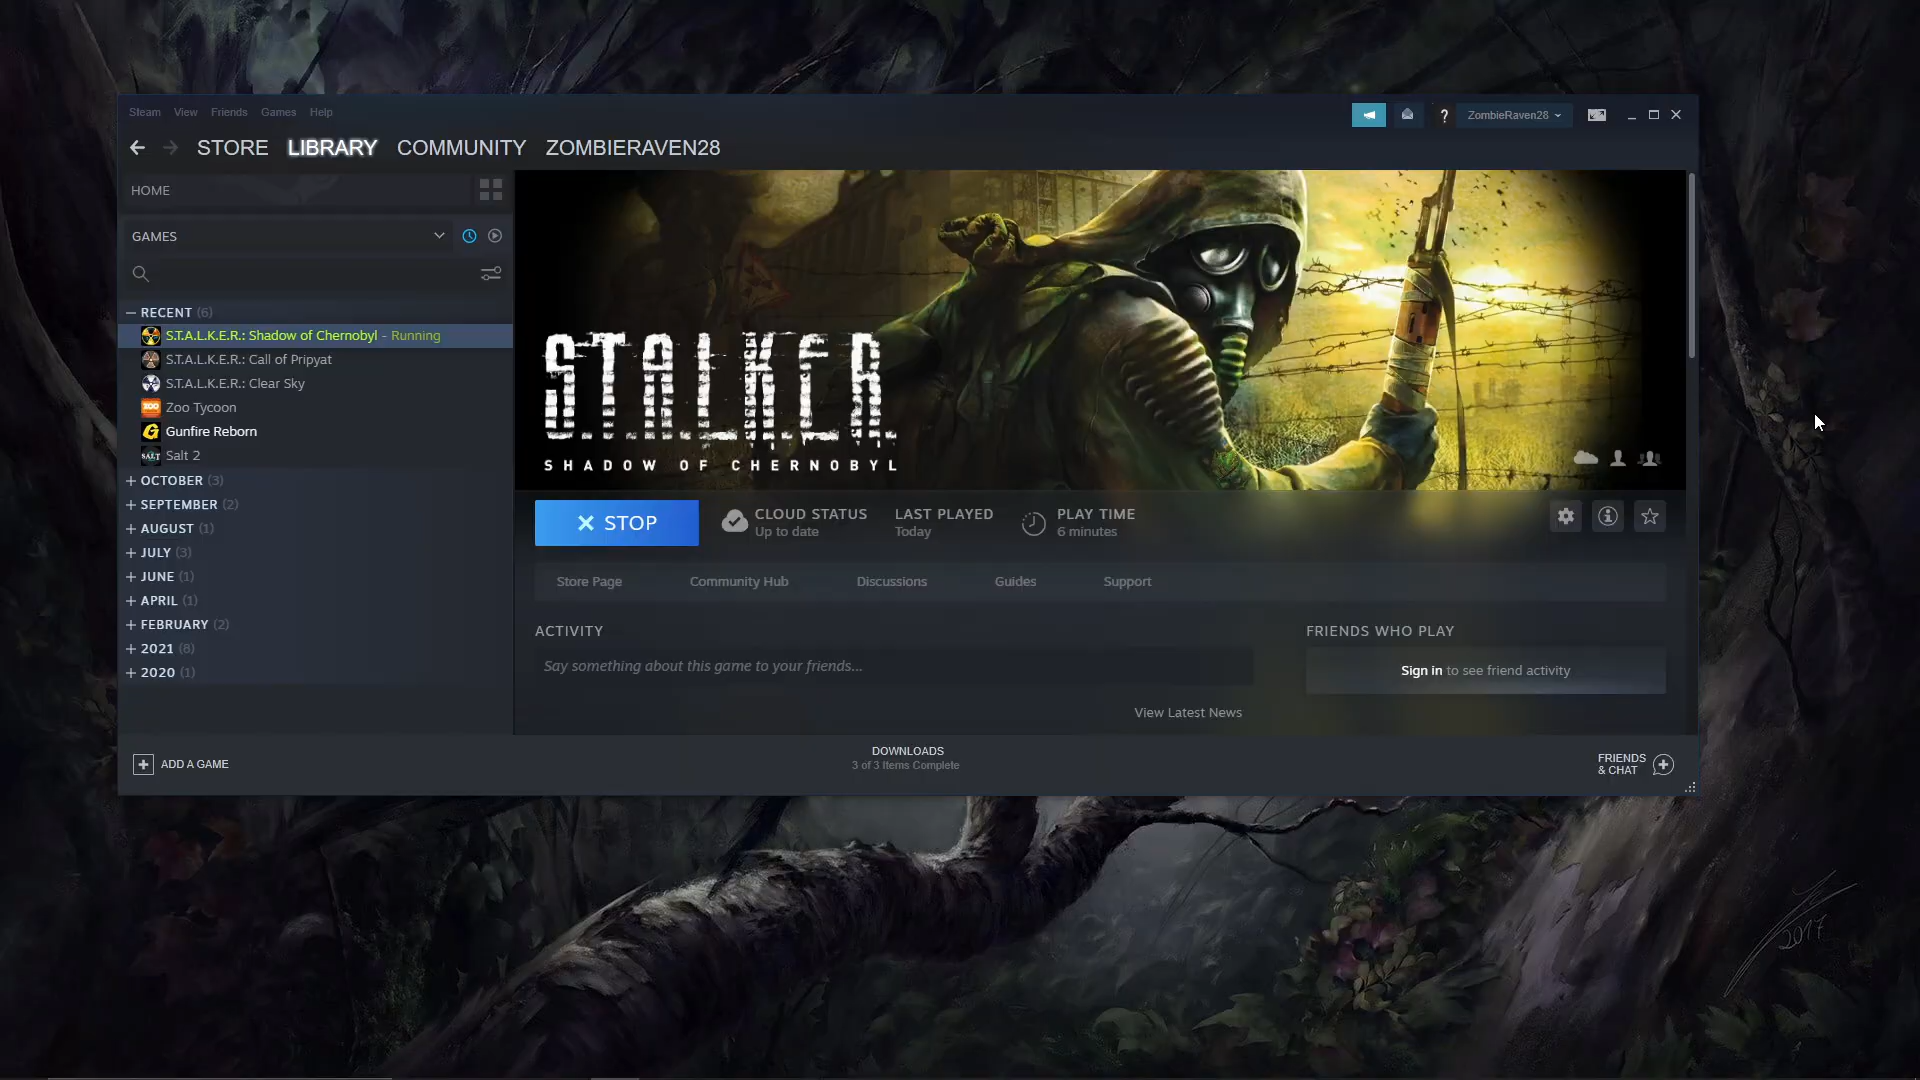 Steam View Friends Games Help
ZombieRaven28
STORE LIBRARY COMMUNITY ZOMBIERAVEN28
HOME
GAMES
RECENT (6)
S.T.A.L.K.E.R.: Shadow of Chernobyl - Running
S.T.A.L.K.E.R.: Call of Pripyat
S.T.A.L.K.E.R.: Clear Sky
ZOO Zoo Tycoon
G Gunfire Reborn
SALT Salt 2
OCTOBER (3)
SEPTEMBER (2)
AUGUST (1)
JULY (3)
JUNE (1)
APRIL (1)
FEBRUARY (2)
2021 (8)
2020 (1)
S.T.A.L.K.E.R.
SHADOW OF CHERNOBYL
STOP
CLOUD STATUS
Up to date
LAST PLAYED
Today
PLAY TIME
6 minutes
Store Page Community Hub Discussions Guides Support
ACTIVITY
Say something about this game to your friends...
View Latest News
FRIENDS WHO PLAY
Sign in to see friend activity
ADD A GAME
DOWNLOADS
3 of 3 Items Complete
FRIENDS
& CHAT
2017